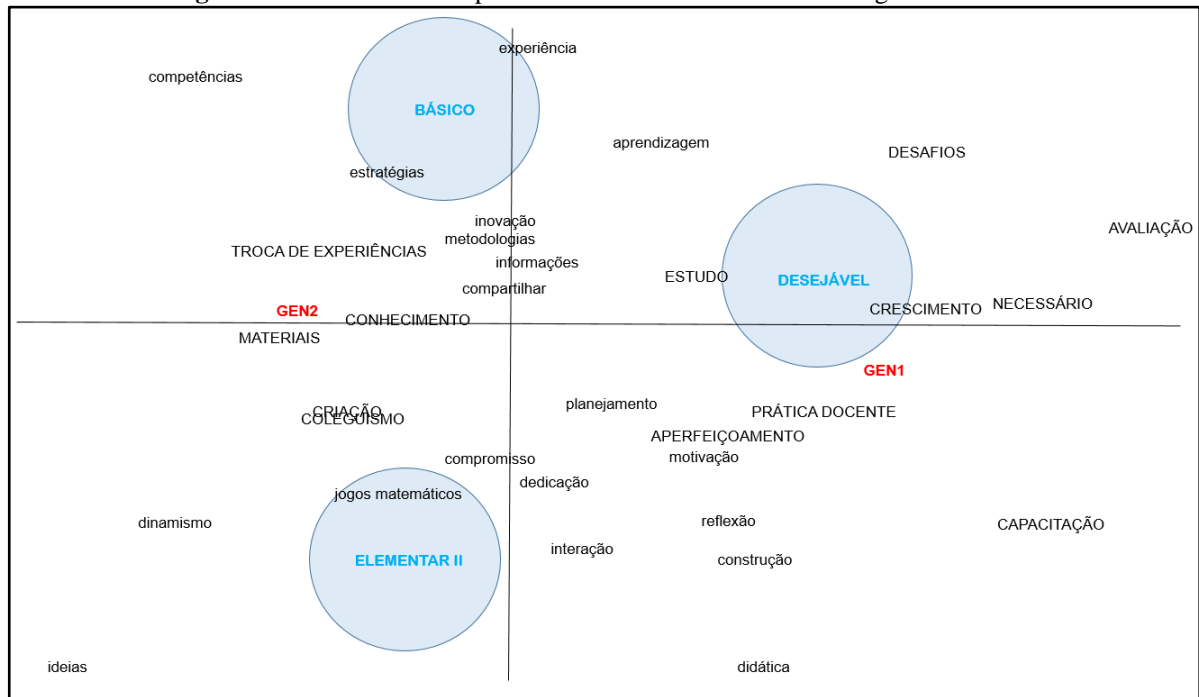 experiência
competências
BÁSICO
aprendizagem
DESAFIOS
estratégias
inovação
AVALIAÇÃO
metodologias
TROCA DE EXPERIÊNCIAS
informações
ESTUDO
DESEJÁVEL
compartilhar
NECESSÁRIO
CRESCIMENTO
GEN2
CONHECIMENTO
MATERIAIS
GEN1
planejamento
CRIAÇÃO
PRÁTICA DOCENTE
COLEGUISMO
APERFEIÇOAMENTO
compromisso
motivação
dedicação
jogos matemáticos
dinamismo
reflexão
CAPACITAÇÃO
interação
ELEMENTAR II
construção
ideias
didática